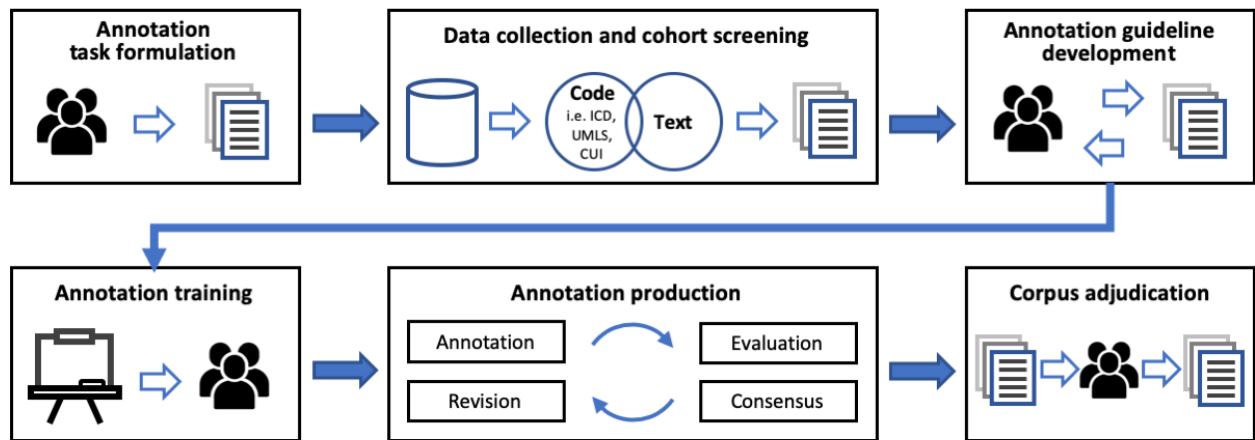 Annotation
task formulation
Data collection and cohort screening
Code
i.e. ICD,
UMLS,
CUI
Text
Annotation guideline
development
Annotation training
Annotation production
Annotation
Evaluation
Revision
Consensus
Corpus adjudication